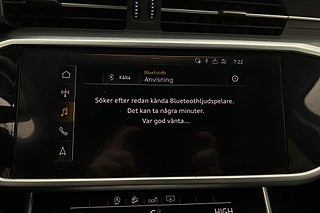 7:22
Källa
Bluetooth
Anvisning
Söker efter redan kända Bluetoothljudspelare.
Det kan ta några minuter.
Var god vänta...
HIGH